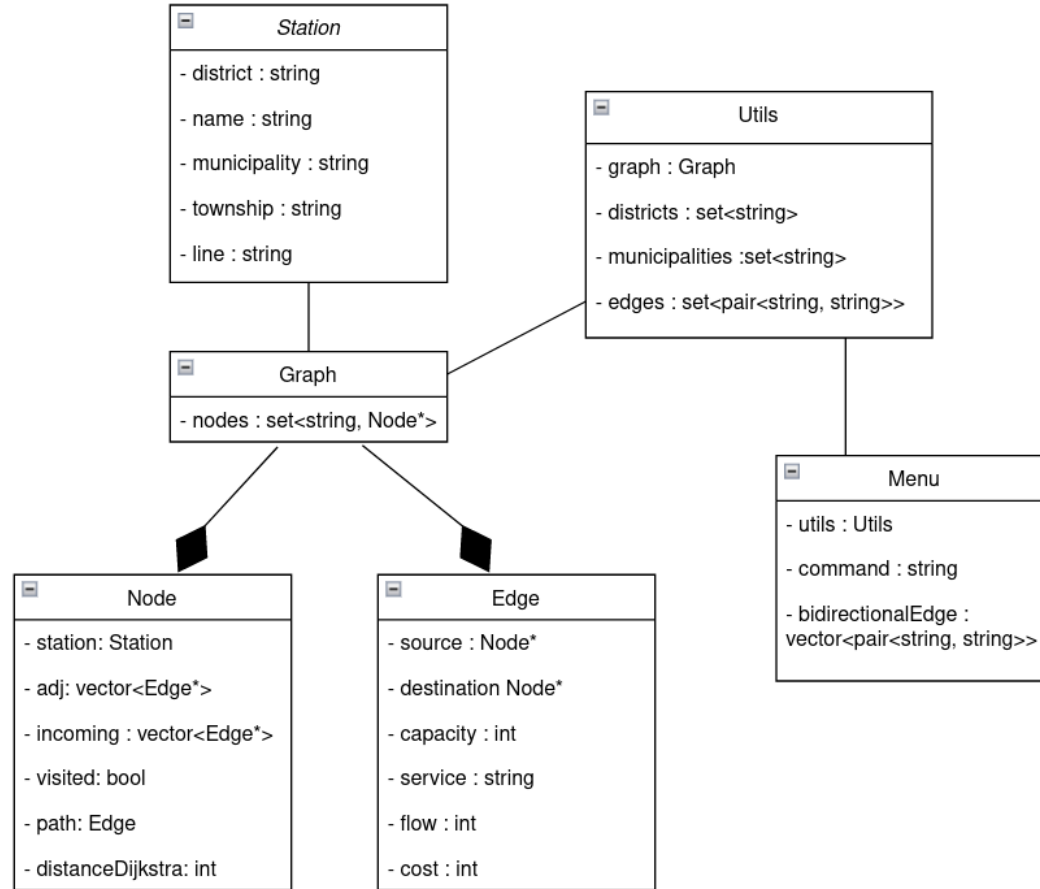 Station
- district : string
- name : string
- municipality : string
- township : string
- line : string
Utils
- graph : Graph
- districts : set<string>
- municipalities :set<string>
- edges : set<pair<string, string>>
Graph
- nodes : set<string, Node*>
Menu
- utils : Utils
- command : string
- bidirectionalEdge :
vector<pair<string, string>>
Node
- station: Station
- adj: vector<Edge*>
- incoming : vector<Edge*>
- visited: bool
- path: Edge
- distanceDijkstra: int
Edge
- source : Node*
- destination Node*
- capacity : int
- service : string
- flow : int
- cost : int